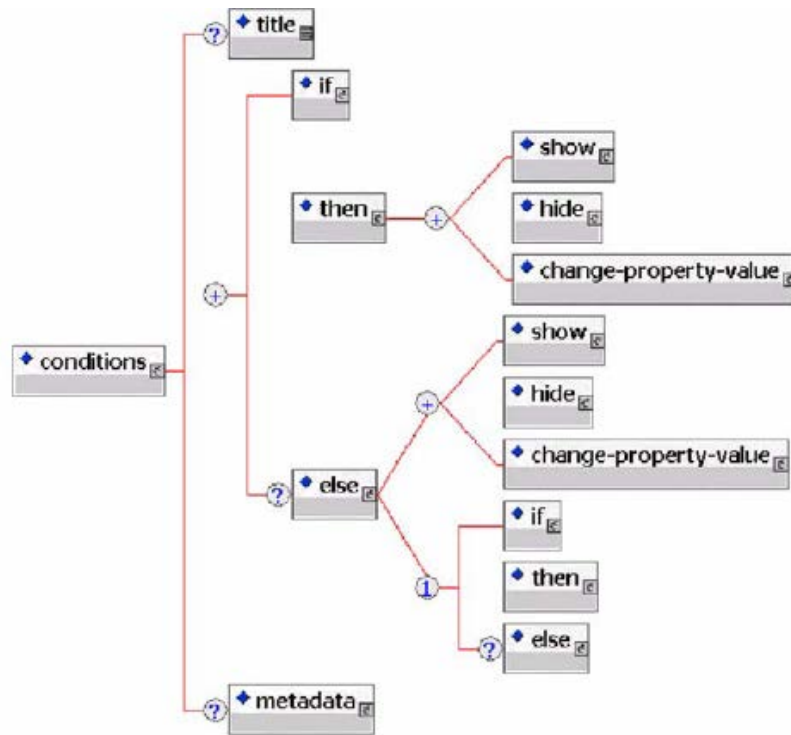 ? title
if
then + show
hide
change-property-value
+
conditions
show
+ hide
change-property-value
? else
if
1 then
? else
? metadata